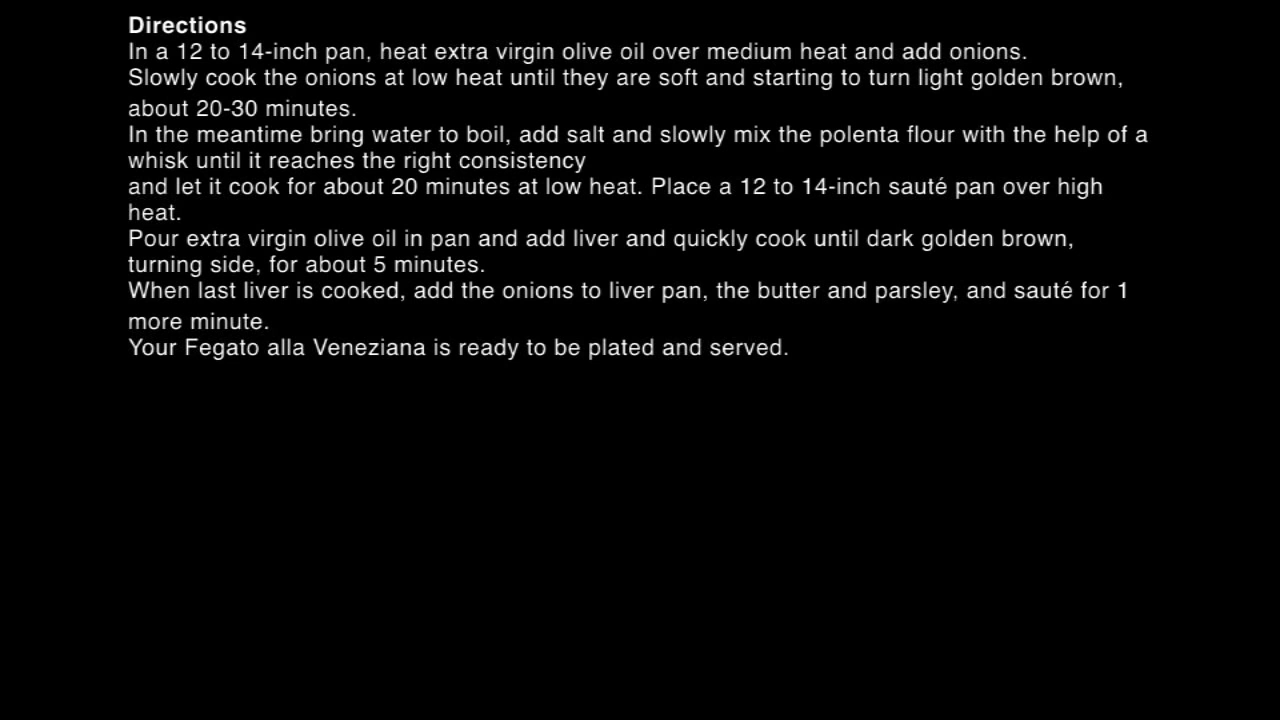 Directions
In a 12 to 14-inch pan, heat extra virgin olive oil over medium heat and add onions.
Slowly cook the onions at low heat until they are soft and starting to turn light golden brown,
about 20-30 minutes.
In the meantime bring water to boil, add salt and slowly mix the polenta flour with the help of a
whisk until it reaches the right consistency
and let it cook for about 20 minutes at low heat. Place a 12 to 14-inch sauté pan over high
heat.
Pour extra virgin olive oil in pan and add liver and quickly cook until dark golden brown,
turning side, for about 5 minutes.
When last liver is cooked, add the onions to liver pan, the butter and parsley, and sauté for 1
more minute.
Your Fegato alla Veneziana is ready to be plated and served.